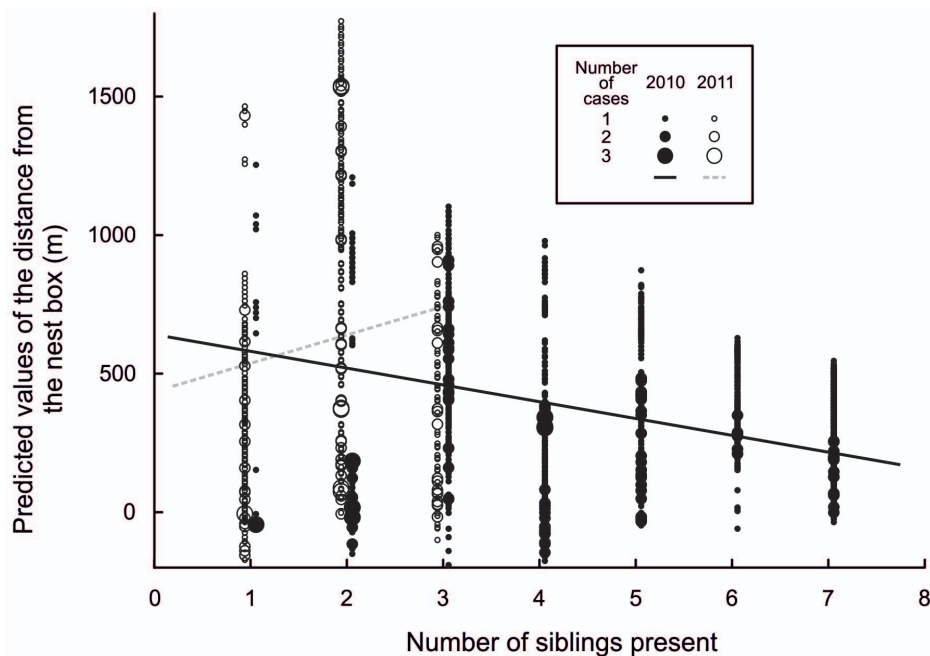 Predicted values of the distance from
the nest box (m)
1500
1000
500
0
Number
of
cases
2010
2011
1
2
3
0 1 2 3 4 5 6 7 8
Number of siblings present